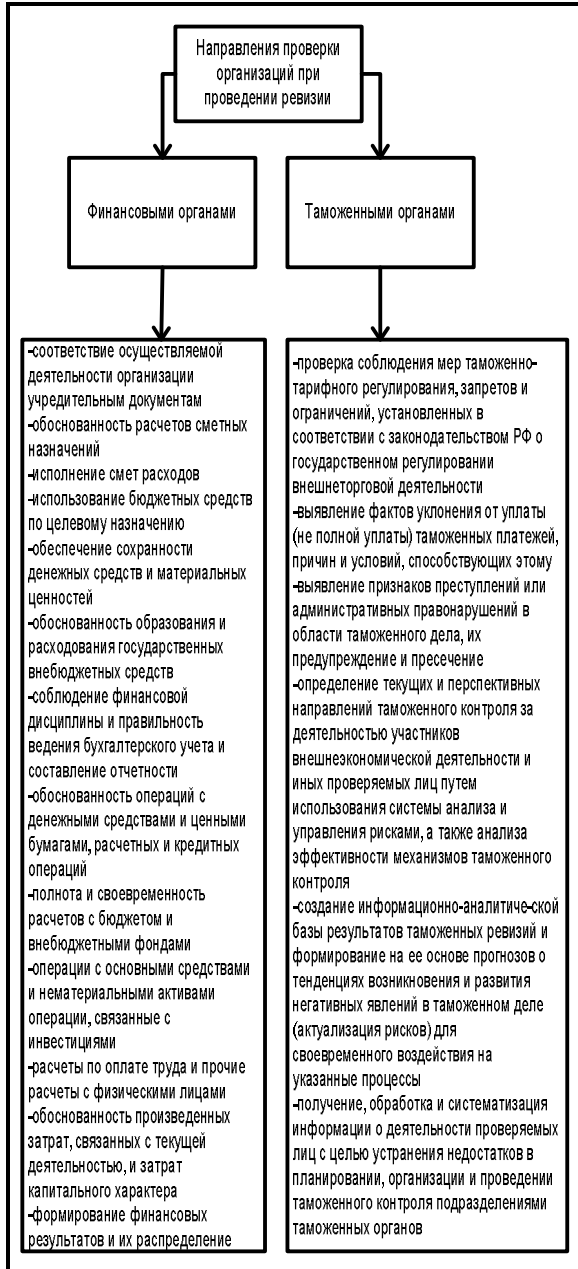 Направления проверки
организаций при
проведении ревизии
Финансовыми органами
Таможенными органами
-соответствие осуществляемой
деятельности организации
учредительным документам
-обоснованность расчетов сметных
назначений
-исполнение смет расходов
-использование бюджетных средств
по целевому назначению
-обеспечение сохранности
денежных средств и материальных
ценностей
-обоснованность образования и
расходования государственных
внебюджетных средств
-соблюдение финансовой
дисциплины и правильность
ведения бухгалтерского учета и
составление отчетности
-обоснованность операций с
денежными средствами и ценными
бумагами, расчетных и кредитных
операций
-полнота и своевременность
расчетов с бюджетом и
внебюджетными фондами
-операции с основными средствами
и нематериальными активами
операции, связанные с
инвестициями
-расчеты по оплате труда и прочие
расчеты с физическими лицами
-обоснованность произведенных
затрат, связанных с текущей
деятельностью, и затрат
капитального характера
-формирование финансовых
результатов и их распределение
-проверка соблюдения мер таможенно-
тарифного регулирования, запретов и
ограничений, установленных в
соответствии с законодательством РФ о
государственном регулировании
внешнеторговой деятельности
-выявление фактов уклонения от уплаты
(не полной уплаты) таможенных платежей,
причин и условий, способствующих этому
-выявление признаков преступлений или
административных правонарушений в
области таможенного дела, их
предупреждение и пресечение
-определение текущих и перспективных
направлений таможенного контроля за
деятельностью участников
внешнеэкономической деятельности и
иных проверяемых лиц путем
использования системы анализа и
управления рисками, а также анализа
эффективности механизмов таможенного
контроля
-создание информационно-аналитиче-ской
базы результатов таможенных ревизий и
формирование на ее основе прогнозов о
тенденциях возникновения и развития
негативных явлений в таможенном деле
(актуализация рисков) для
своевременного воздействия на
указанные процессы
-получение, обработка и систематизация
информации о деятельности проверяемых
лиц с целью устранения недостатков в
планировании, организации и проведении
таможенного контроля подразделениями
таможенных органов